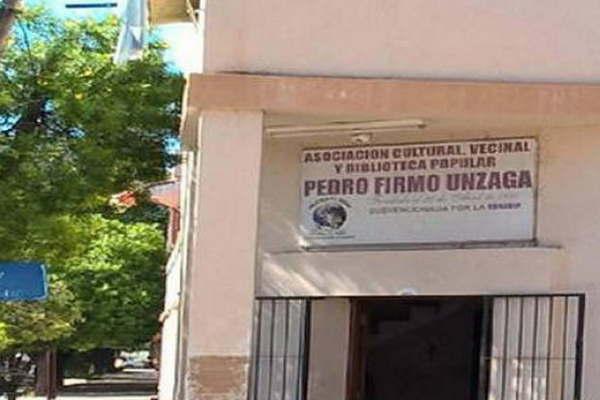 ASOCIACION CULTURAL, VECINAL
Y BIBLIOTECA POPULAR
PEDRO FIRMO UNZAGA
SUBVENCIONADA POR LA